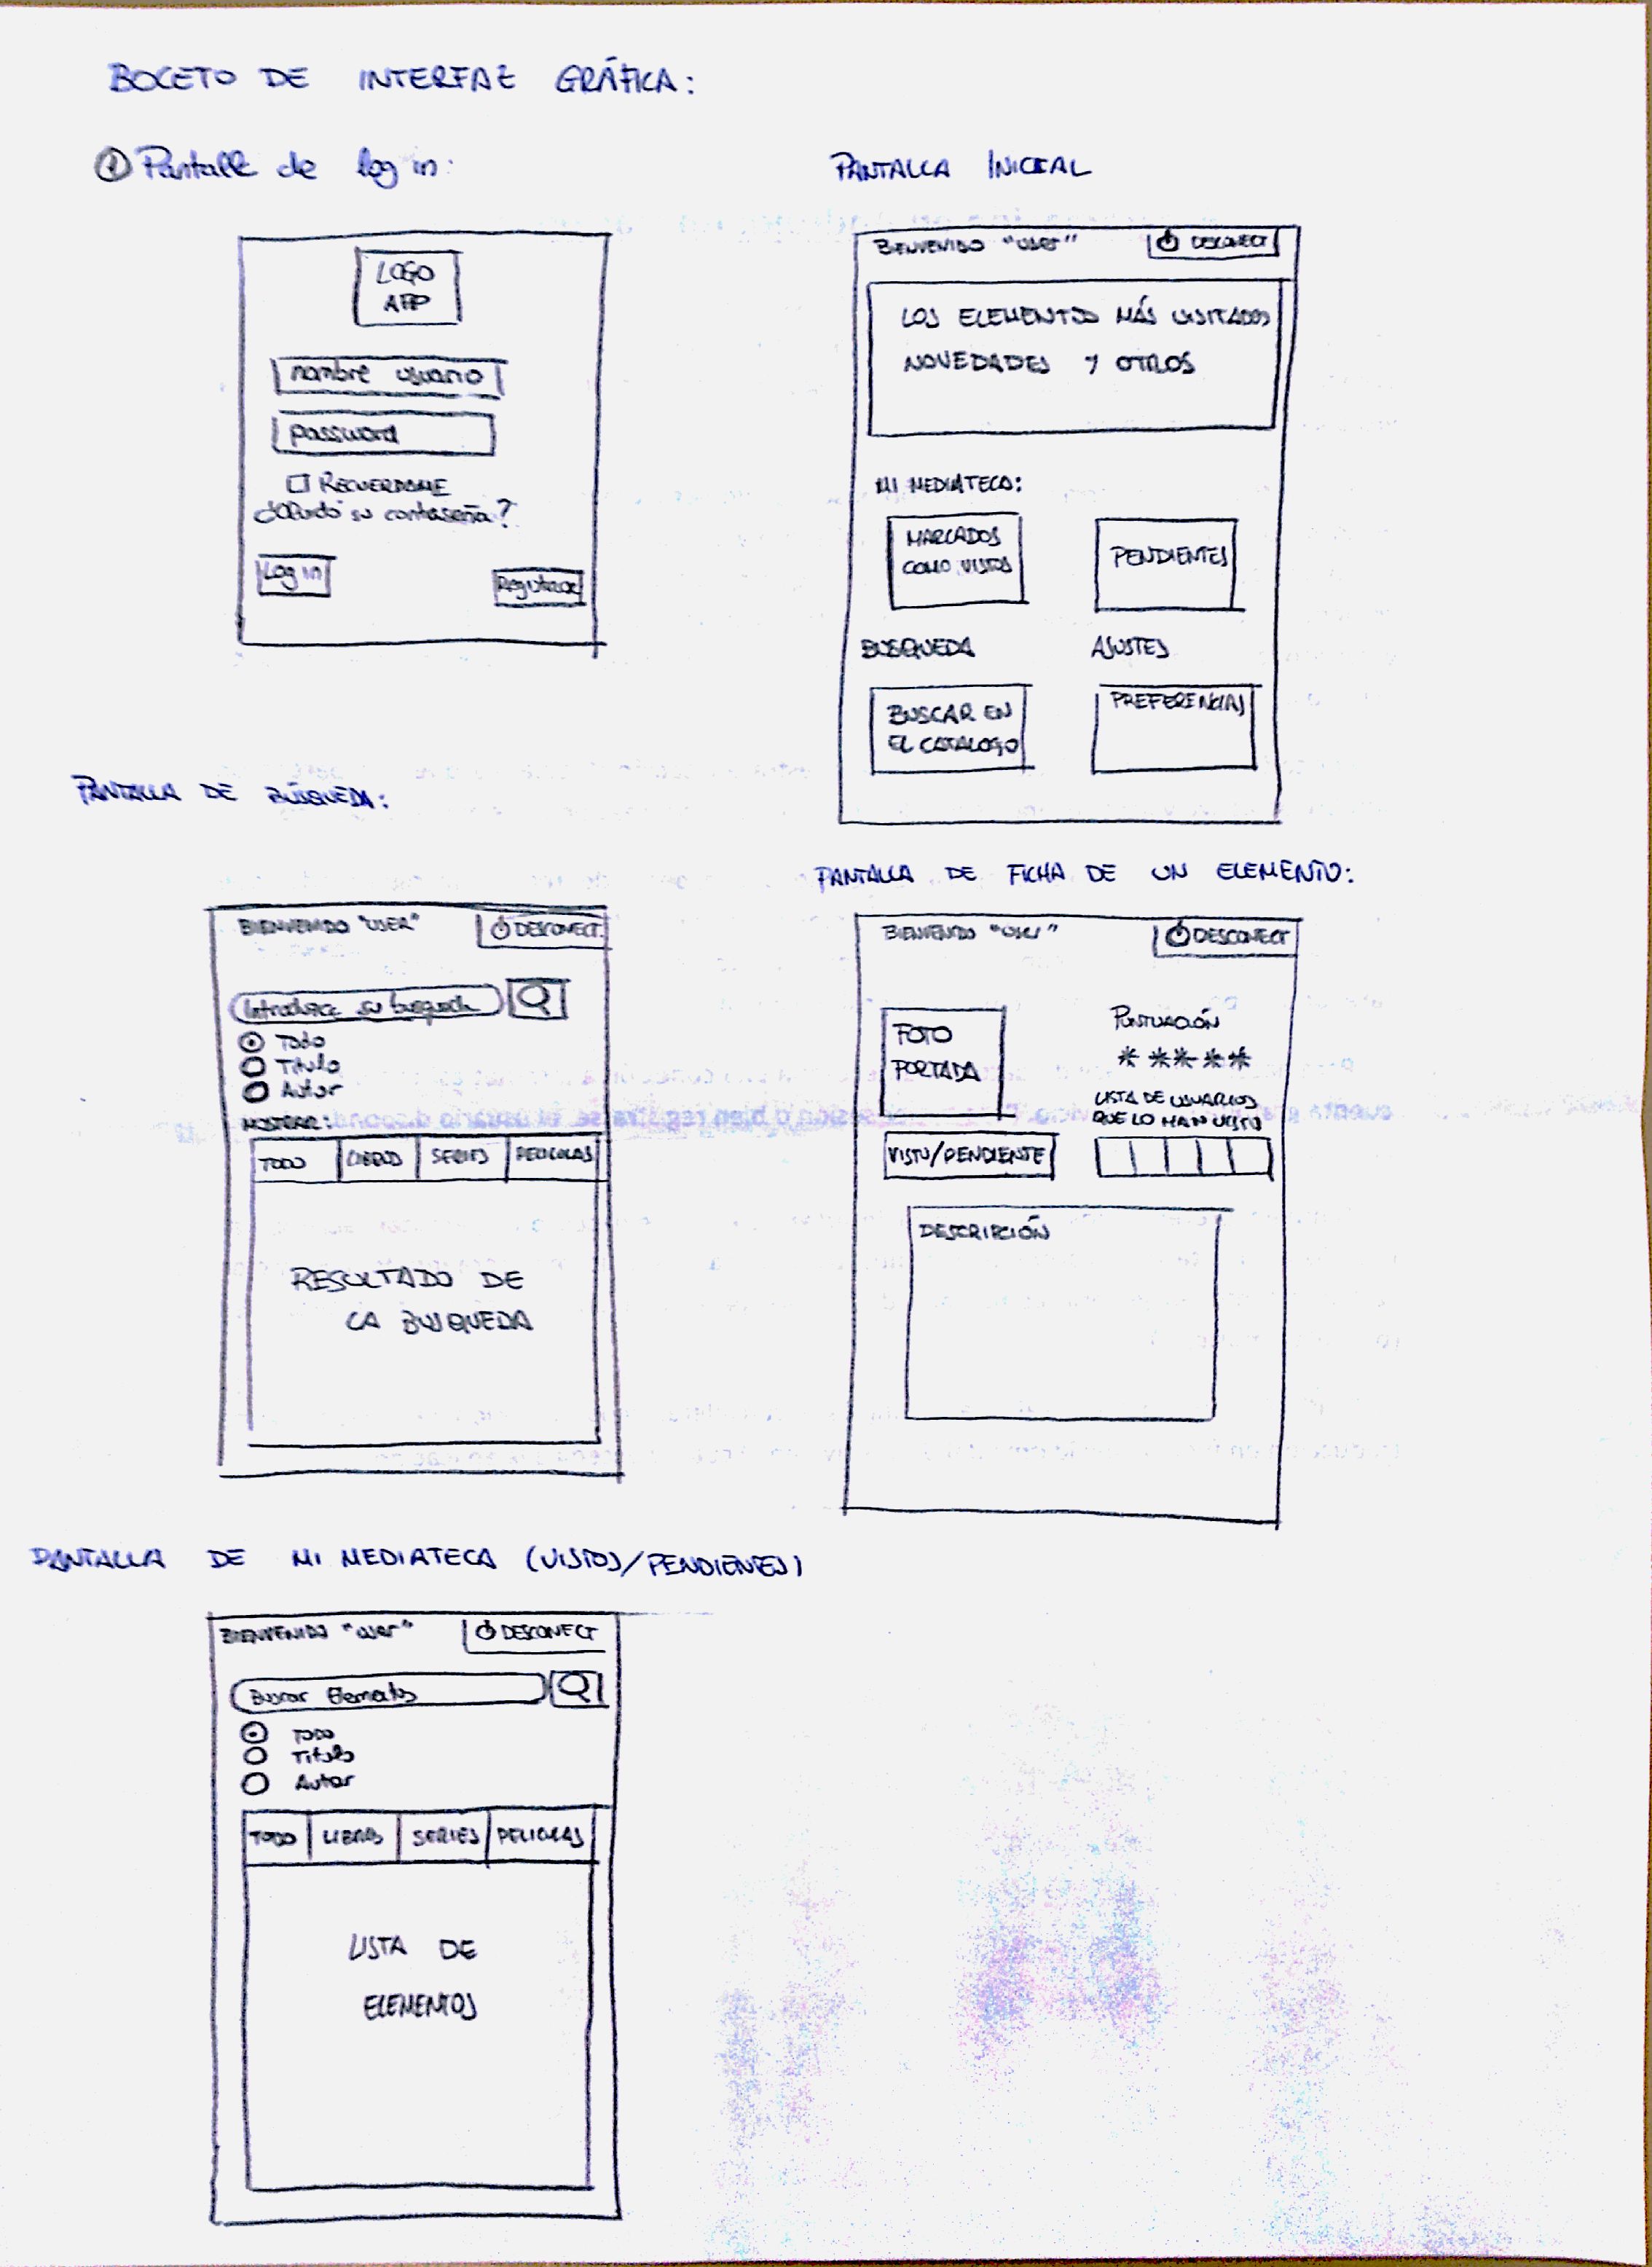 BOCETO DE INTERFAZ GRÁFICA:
① Pantalla de log in:
LOGO
APP
nombre usuario
password
RECUERDAME
¿Olvidó su contraseña?
Log in
Registrar
PANTALLA INICIAL
BIENVENIDO "USER"
DESCONECT
LOS ELEMENTOS MÁS VISITADOS
NOVEDADES Y OTROS
MI MEDIATECA:
MARCADOS
COMO VISTOS
PENDIENTES
BUSQUEDA
AJUSTES
BUSCAR EN
EL CATALOGO
PREFERENCIAS
PANTALLA DE BÚSQUEDA:
BIENVENIDO "USER"
DESCONECT.
Introduzca su busqueda
Todo
Titulo
Autor
MOSTRAR:
TODO LIBROS SERIES PELICULAS
RESULTADO DE
LA BUSQUEDA
PANTALLA DE FICHA DE UN ELEMENTO:
BIENVENIDO "USER"
DESCONECT
FOTO
PORTADA
PUNTUACIÓN
* * * * *
LISTA DE USUARIOS
QUE LO HAN VISTO
VISTO/PENDIENTE
DESCRIPCIÓN
PANTALLA DE MI MEDIATECA (VISTOS/PENDIENTES)
BIENVENIDO "USER"
DESCONECT
Buscar Elementos
TODO
Titulo
Autor
TODO LIBROS SERIES PELICULAS
LISTA DE
ELEMENTOS